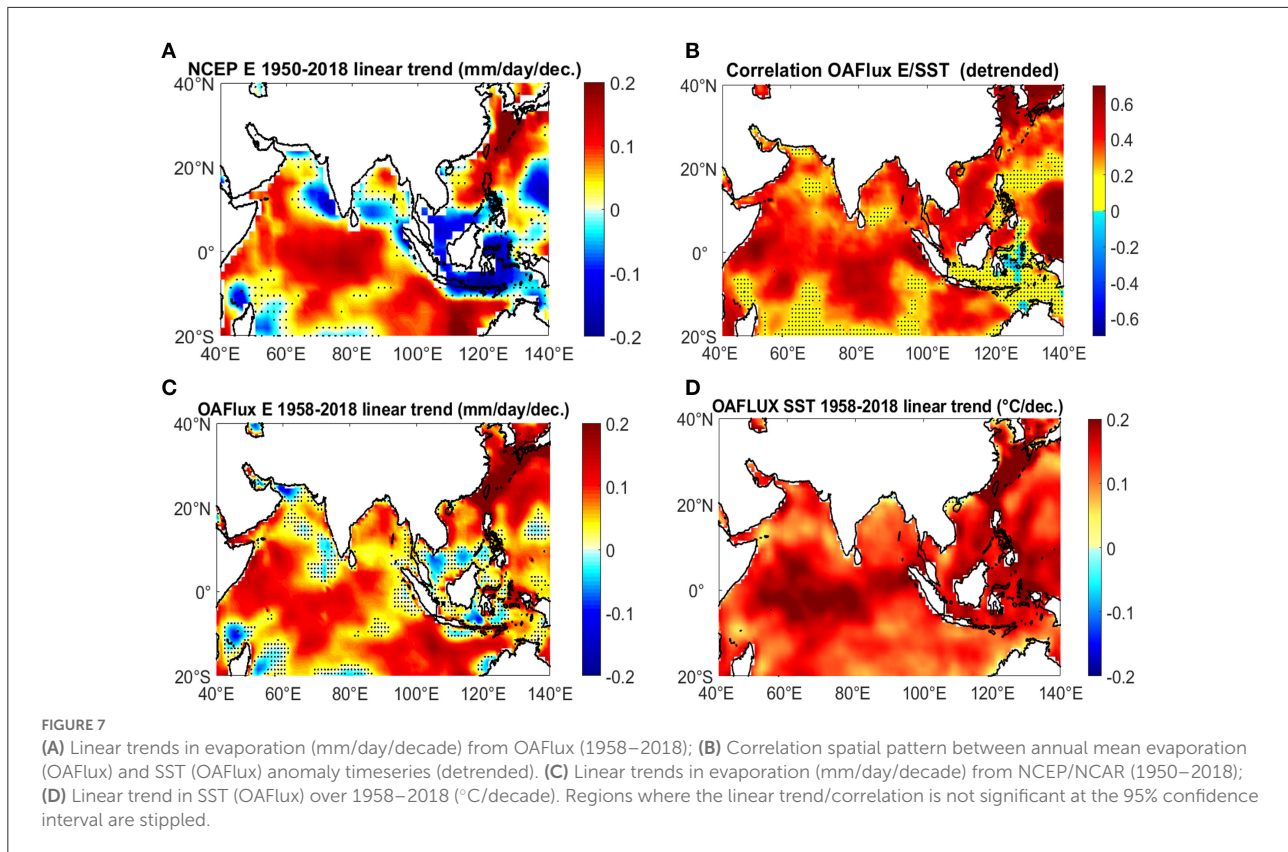 A
NCEP E 1950-2018 linear trend (mm/day/dec.)
40°N
20°N
0°
20°S
40°E 60°E 80°E 100°E 120°E 140°E
0.2
0.1
0
-0.1
-0.2
B
Correlation OAFlux E/SST (detrended)
40°N
20°N
0°
20°S
40°E 60°E 80°E 100°E 120°E 140°E
0.6
0.4
0.2
0
-0.2
-0.4
-0.6
C
OAFlux E 1958-2018 linear trend (mm/day/dec.)
40°N
20°N
0°
20°S
40°E 60°E 80°E 100°E 120°E 140°E
0.2
0.1
0
-0.1
-0.2
D
OAFLUX SST 1958-2018 linear trend (°C/dec.)
40°N
20°N
0°
20°S
40°E 60°E 80°E 100°E 120°E 140°E
0.2
0.1
0
-0.1
-0.2
FIGURE 7
(A) Linear trends in evaporation (mm/day/decade) from OAFlux (1958–2018); (B) Correlation spatial pattern between annual mean evaporation
(OAFlux) and SST (OAFlux) anomaly timeseries (detrended). (C) Linear trends in evaporation (mm/day/decade) from NCEP/NCAR (1950–2018);
(D) Linear trend in SST (OAFlux) over 1958–2018 (°C/decade). Regions where the linear trend/correlation is not significant at the 95% confidence
interval are stippled.